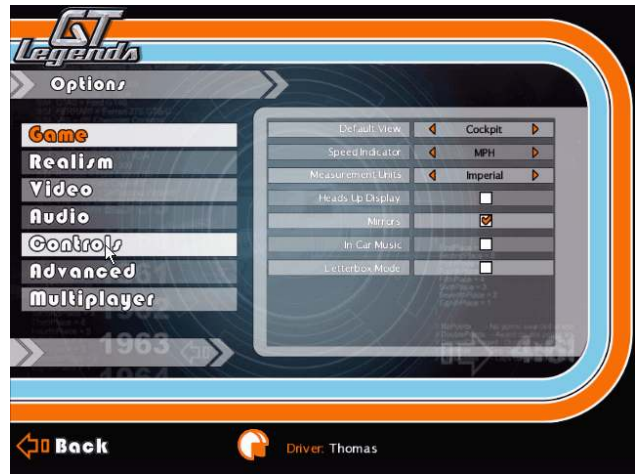 GT
Legends
Options
Game
Realism
Video
Audio
Controls
Advanced
Multiplayer
Default View Cockpit
Speed Indicator MPH
Measurement Units Imperial
Heads Up Display
Mirrors
In Car Music
Letterbox Mode
1963
1964
Back
Driver: Thomas